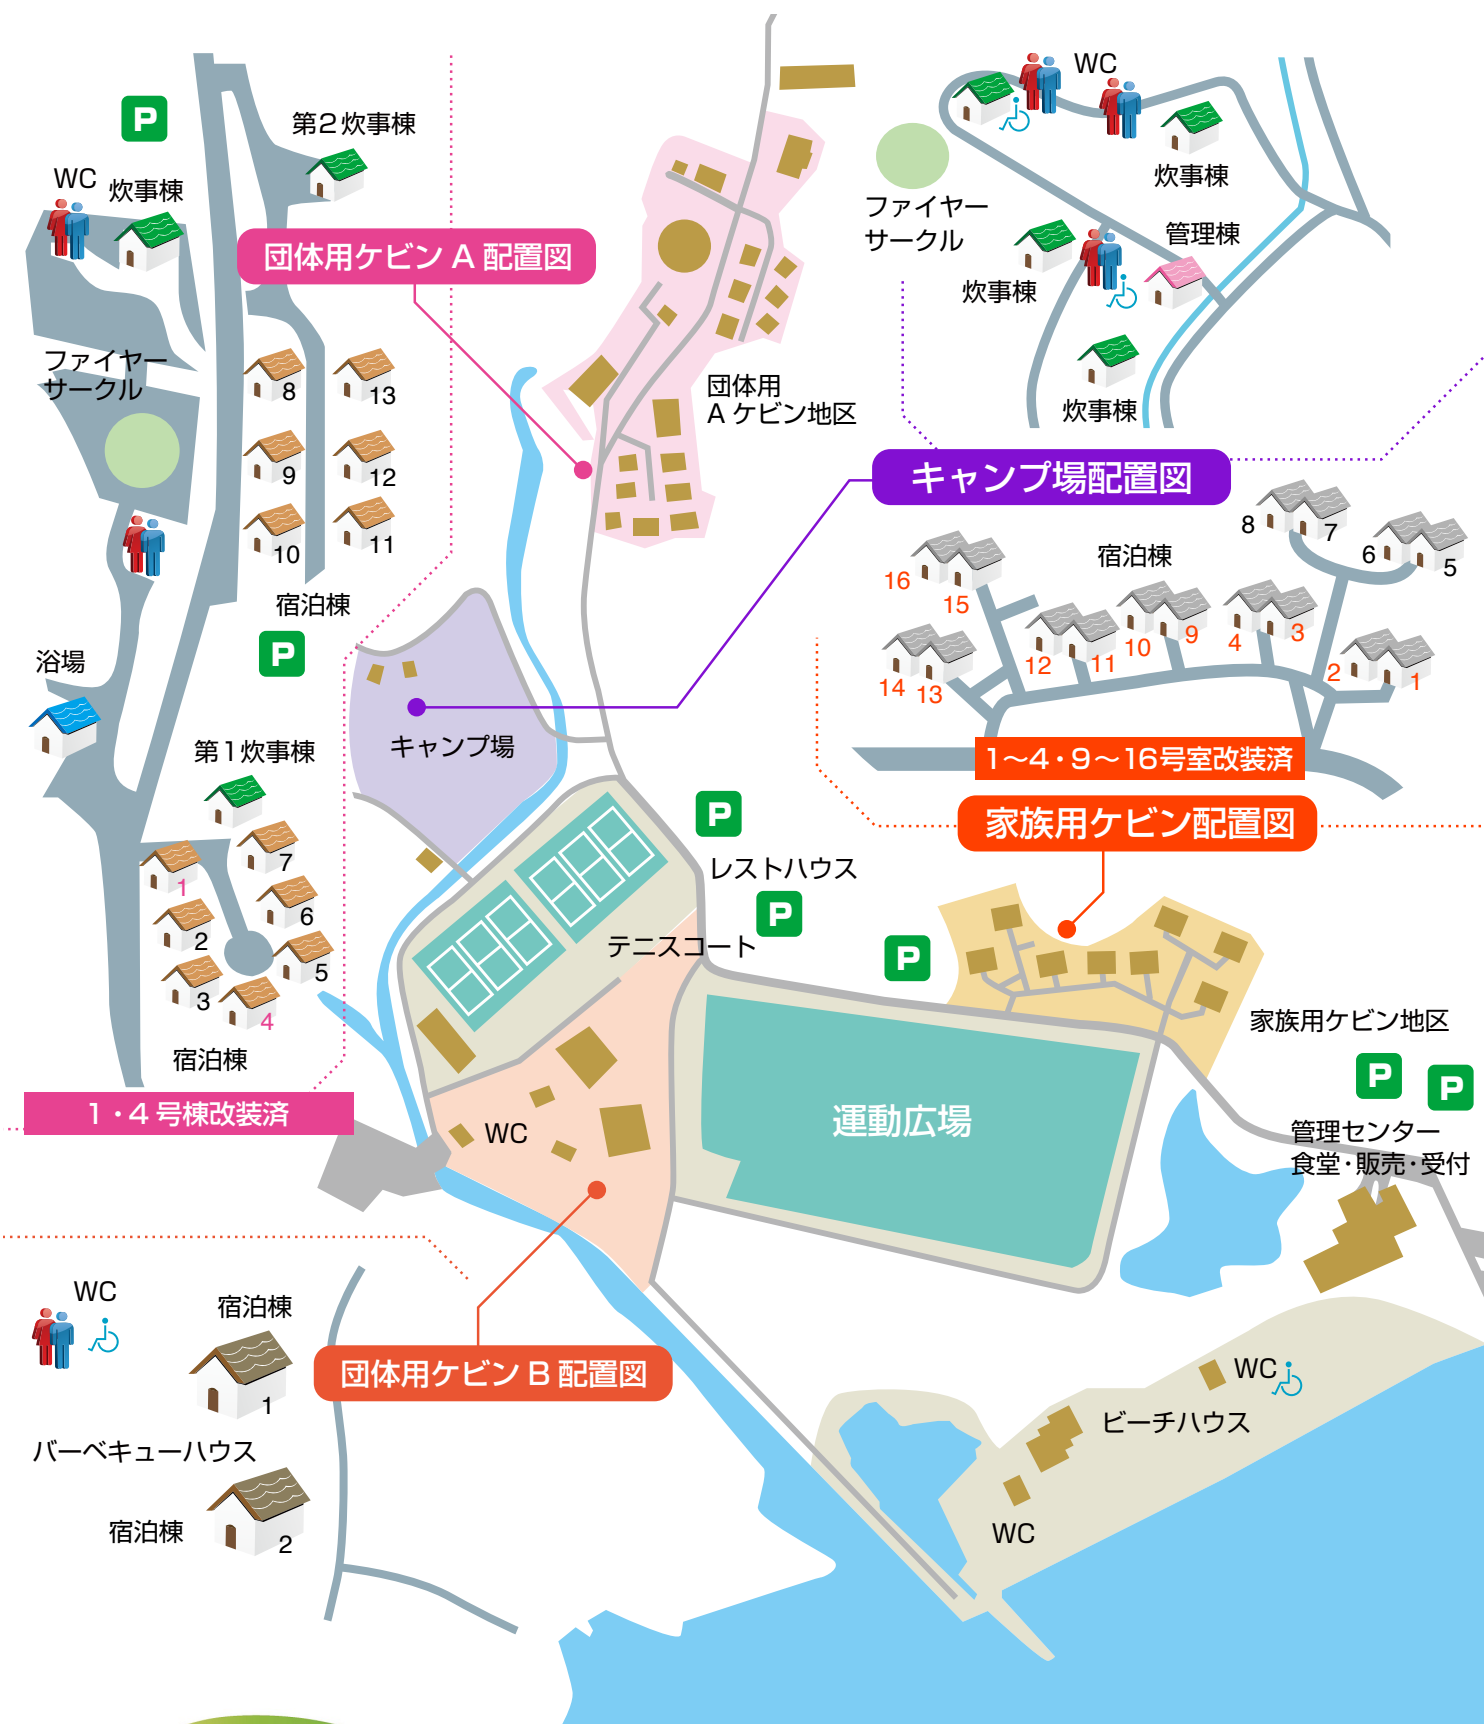 P
第2炊事棟
WC
炊事棟
団体用ケビン A 配置図
ファイヤー
サークル
8
13
9
12
10
11
宿泊棟
P
浴場
第1炊事棟
7
1
6
2
5
3
4
宿泊棟
1・4 号棟改装済
団体用
A ケビン地区
WC
炊事棟
ファイヤー
サークル
管理棟
炊事棟
炊事棟
キャンプ場配置図
宿泊棟
8
7
6
5
16
15
10
9
4
3
12
11
14
13
2
1
1〜4・9〜16号室改装済
家族用ケビン配置図
キャンプ場
P
レストハウス
P
テニスコート
P
家族用ケビン地区
P
P
管理センター
食堂・販売・受付
運動広場
WC
WC
宿泊棟
1
団体用ケビン B 配置図
バーベキューハウス
宿泊棟
2
WC
ビーチハウス
WC